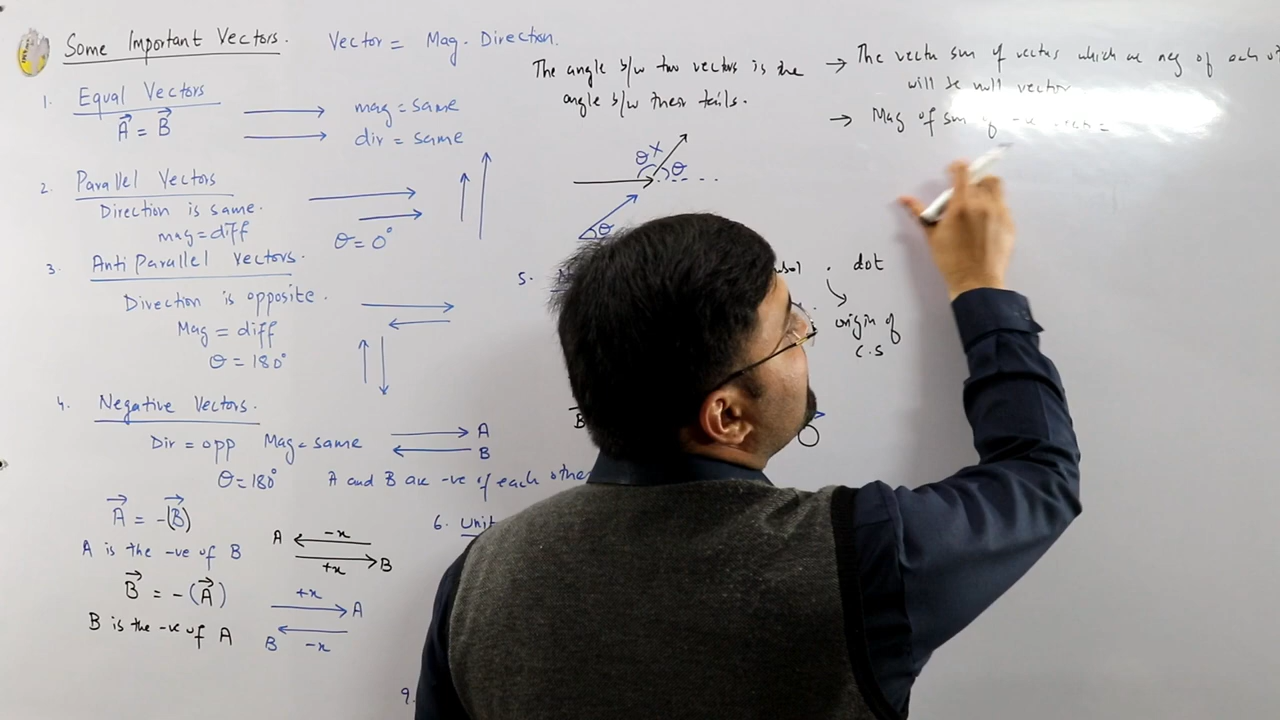 Some Important Vectors.
Vector = Mag. Direction.
1. Equal Vectors
A⃗ = B⃗
mag = same
dir = same
2. Parallel Vectors
Direction is same.
mag = diff
θ = 0°
3. Anti Parallel Vectors.
Direction is opposite.
Mag = diff
θ = 180°
4. Negative Vectors.
Dir = opp Mag = same
A
B
θ = 180° A and B are -ve of each other
A⃗ = -(B⃗)
A is the -ve of B
B⃗ = -(A⃗)
B is the -ve of A
A -x
+x B
+x A
B -x
The angle b/w two vectors is the
angle b/w their tails.
θ x θ
θ
5.
. dot
origin of
C.S
B
O
6. Unit
9.
→ The vector sum of vectors which are neg of each
will be null vector
→ Mag of sum of -ve